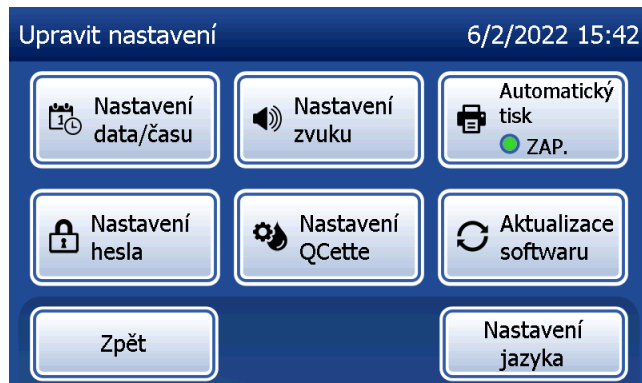 Upravit nastavení
6/2/2022 15:42
Nastavení
data/času
Nastavení
zvuku
Automatický
tisk
ZAP.
Nastavení
hesla
Nastavení
QCette
Aktualizace
softwaru
Zpět
Nastavení
jazyka